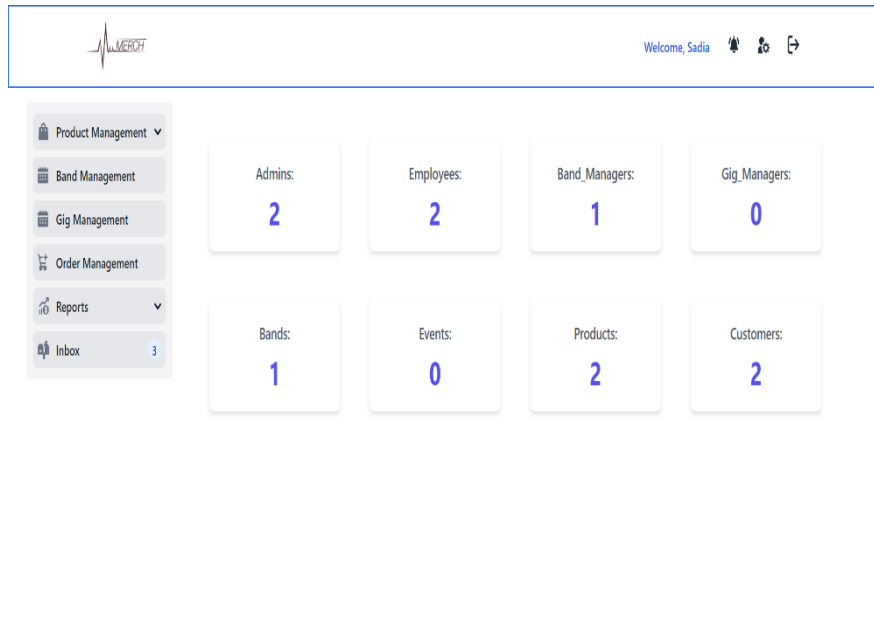 MERCH
Welcome, Sadia
Product Management
Band Management
Gig Management
Order Management
Reports
Inbox 3
Admins: Employees: Band_Managers: Gig_Managers:
2 2 1 0
Bands: Events: Products: Customers:
1 0 2 2